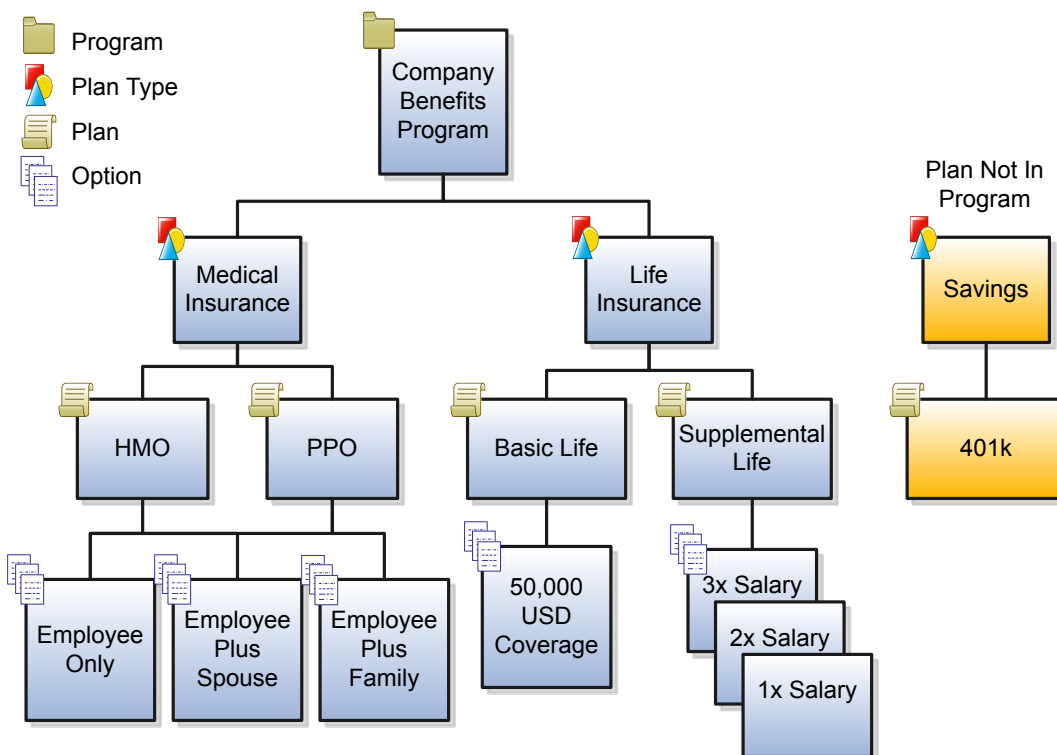 Program
Plan Type
Plan
Option
Company
Benefits
Program
Plan Not In
Program
Medical
Insurance
Life
Insurance
Savings
HMO
PPO
Basic Life
Supplemental
Life
401k
Employee
Only
Employee
Plus
Spouse
Employee
Plus
Family
50,000
USD
Coverage
3x Salary
2x Salary
1x Salary